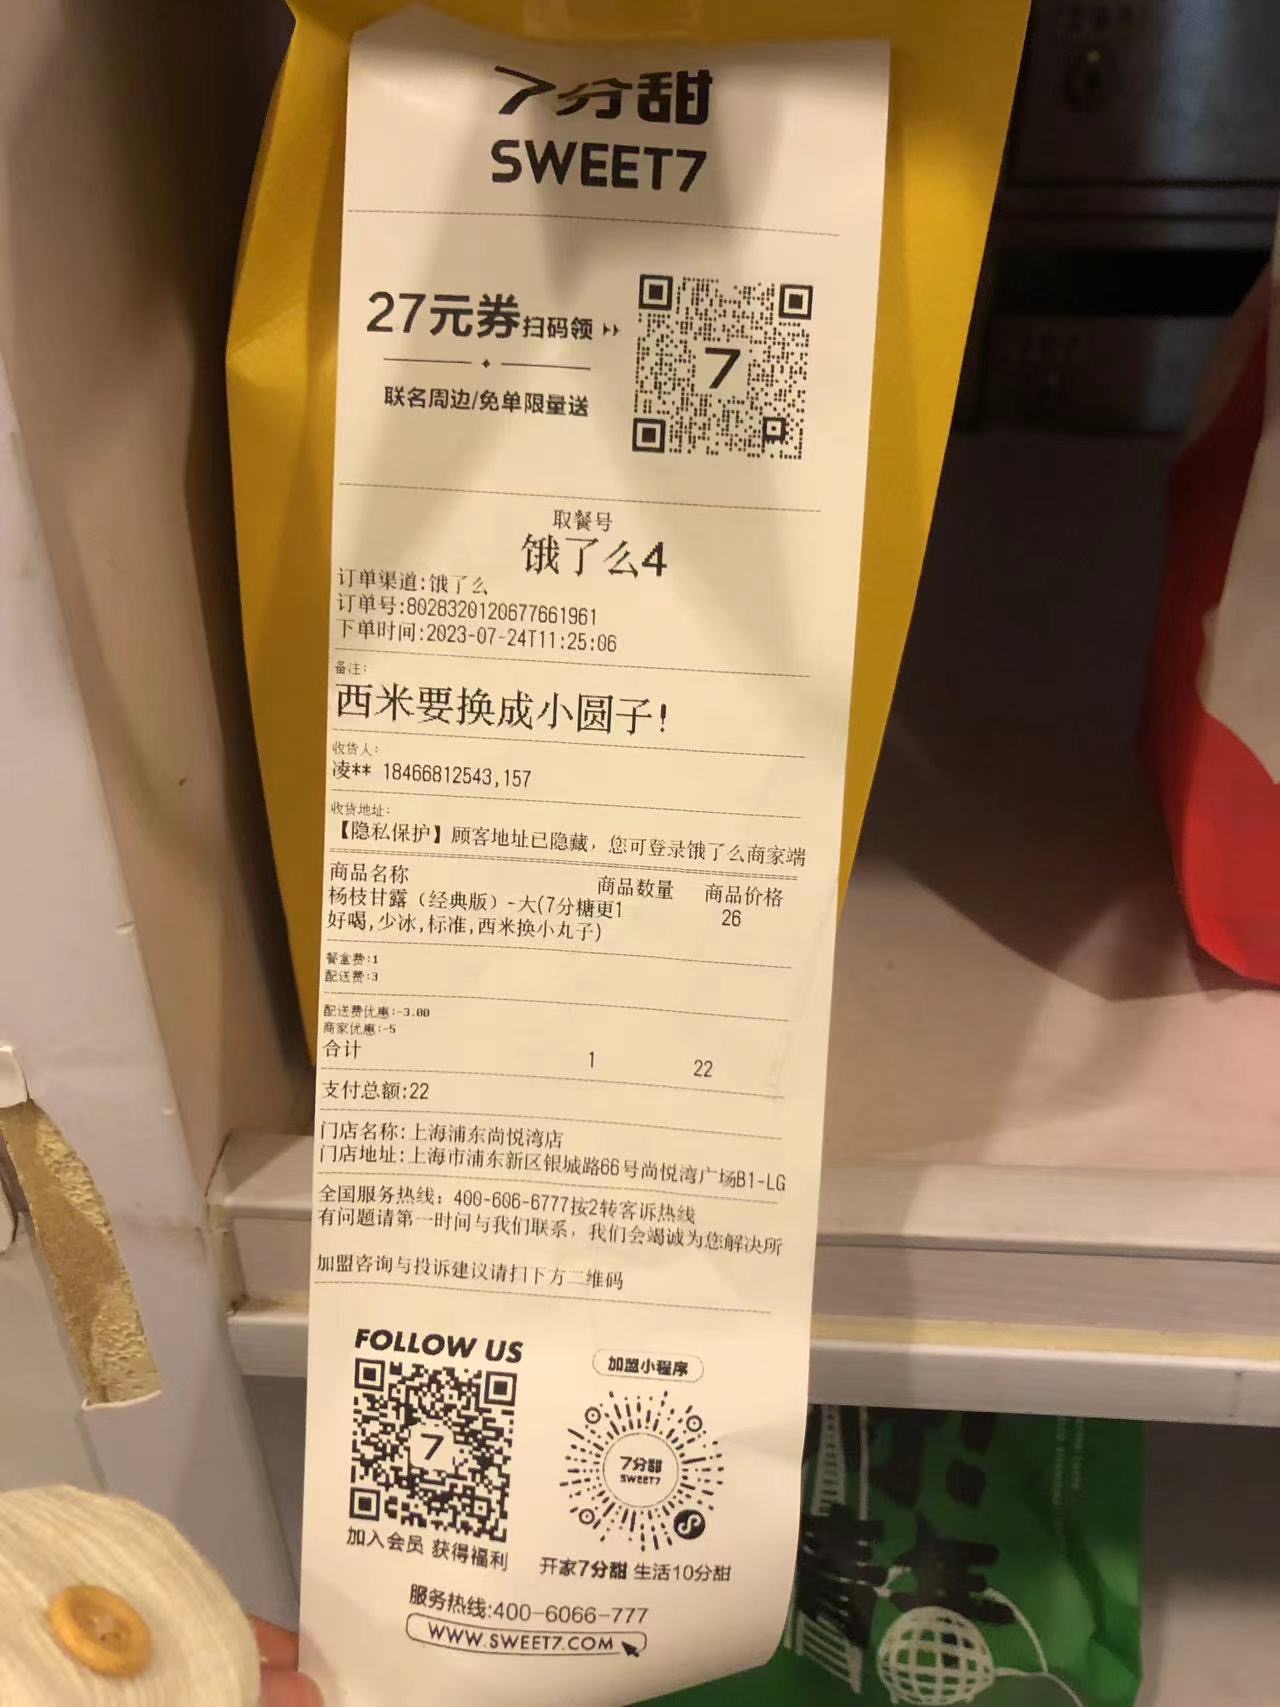 7分甜
SWEET7
27元券扫码领
联名周边/免单限量送
7
取餐号
饿了么4
订单渠道:饿了么
订单号:8028320120677661961
下单时间:2023-07-24T11:25:06
备注:
西米要换成小圆子!
收货人:
凌** 18466812543,157
收货地址:
【隐私保护】顾客地址已隐藏，您可登录饿了么商家端
商品名称 商品数量 商品价格
杨枝甘露（经典版）-大(7分糖更1 26
好喝,少冰,标准,西米换小丸子)
餐盒费:1
配送费:3
配送费优惠:-3.00
商家优惠:-5
合计 1 22
支付总额:22
门店名称:上海浦东尚悦湾店
门店地址:上海市浦东新区银城路66号尚悦湾广场B1-LG
全国服务热线：400-606-6777按2转客诉热线
有问题请第一时间与我们联系，我们会竭诚为您解决所
加盟咨询与投诉建议请扫下方二维码
FOLLOW US
加盟小程序
7
7分甜
SWEET7
加入会员 获得福利
开家7分甜 生活10分甜
服务热线:400-6066-777
WWW.SWEET7.COM